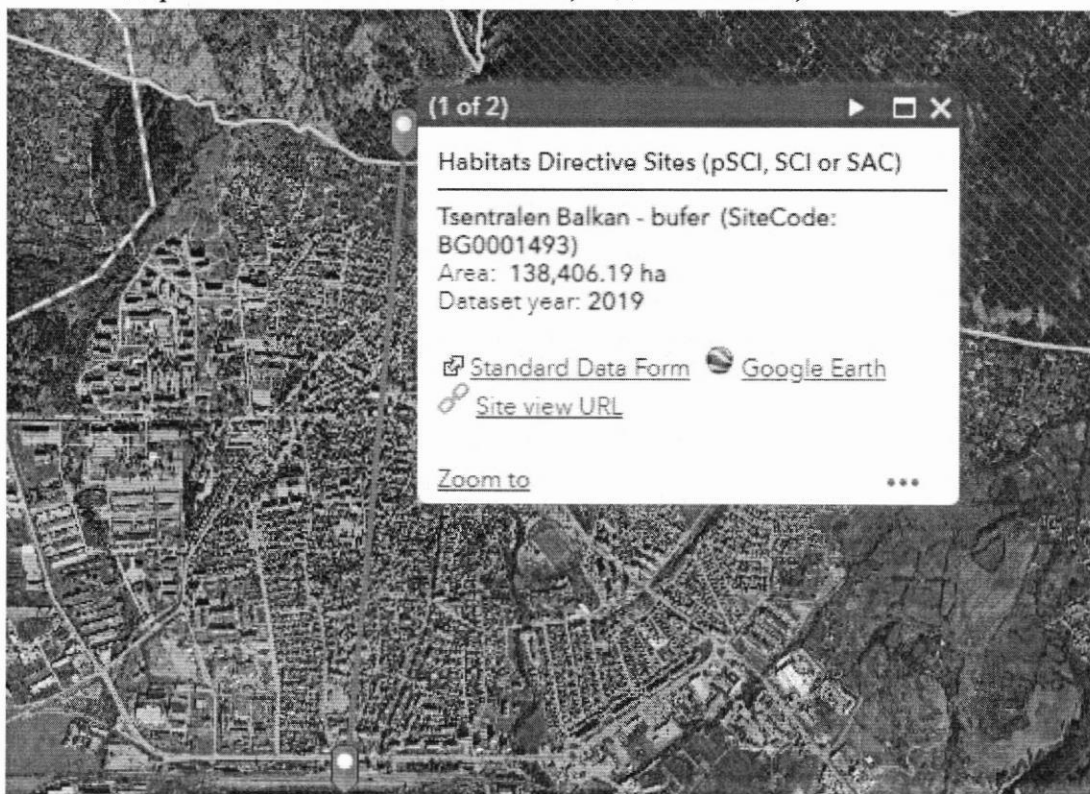 (1 of 2)
Habitats Directive Sites (pSCI, SCI or SAC)
Tsentralen Balkan - bufer (SiteCode:
BG0001493)
Area: 138,406.19 ha
Dataset year: 2019
Standard Data Form Google Earth
Site view URL
Zoom to